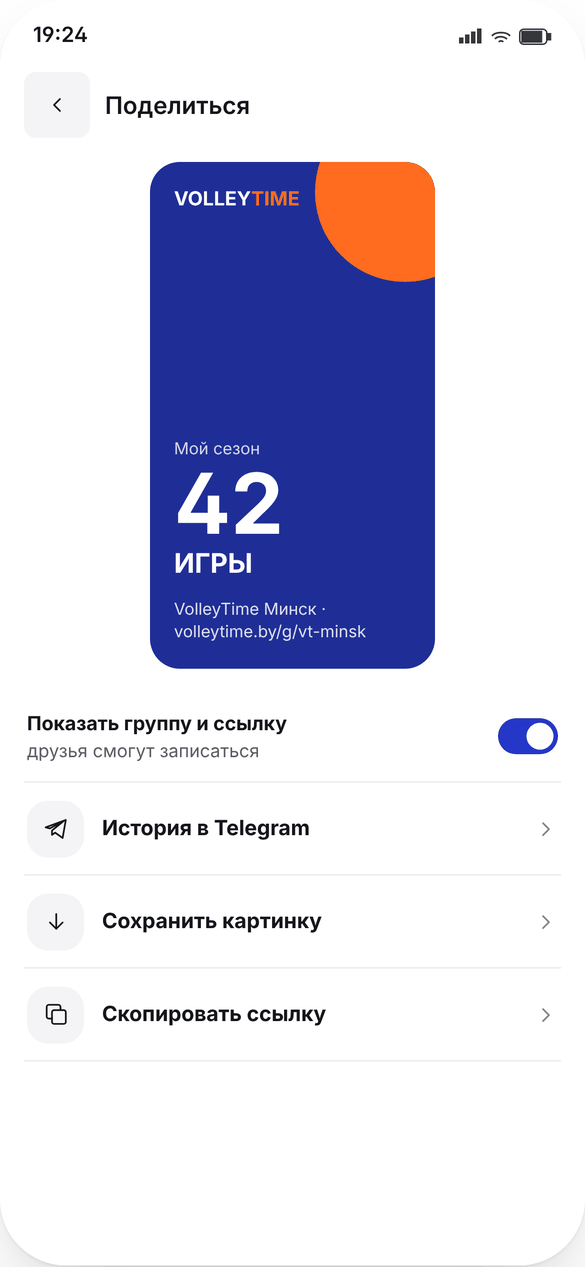 19:24
Поделиться
VOLLEYTIME
Мой сезон
42
ИГРЫ
VolleyTime Минск ·
volleytime.by/g/vt-minsk
Показать группу и ссылку
друзья смогут записаться
История в Telegram
Сохранить картинку
Скопировать ссылку